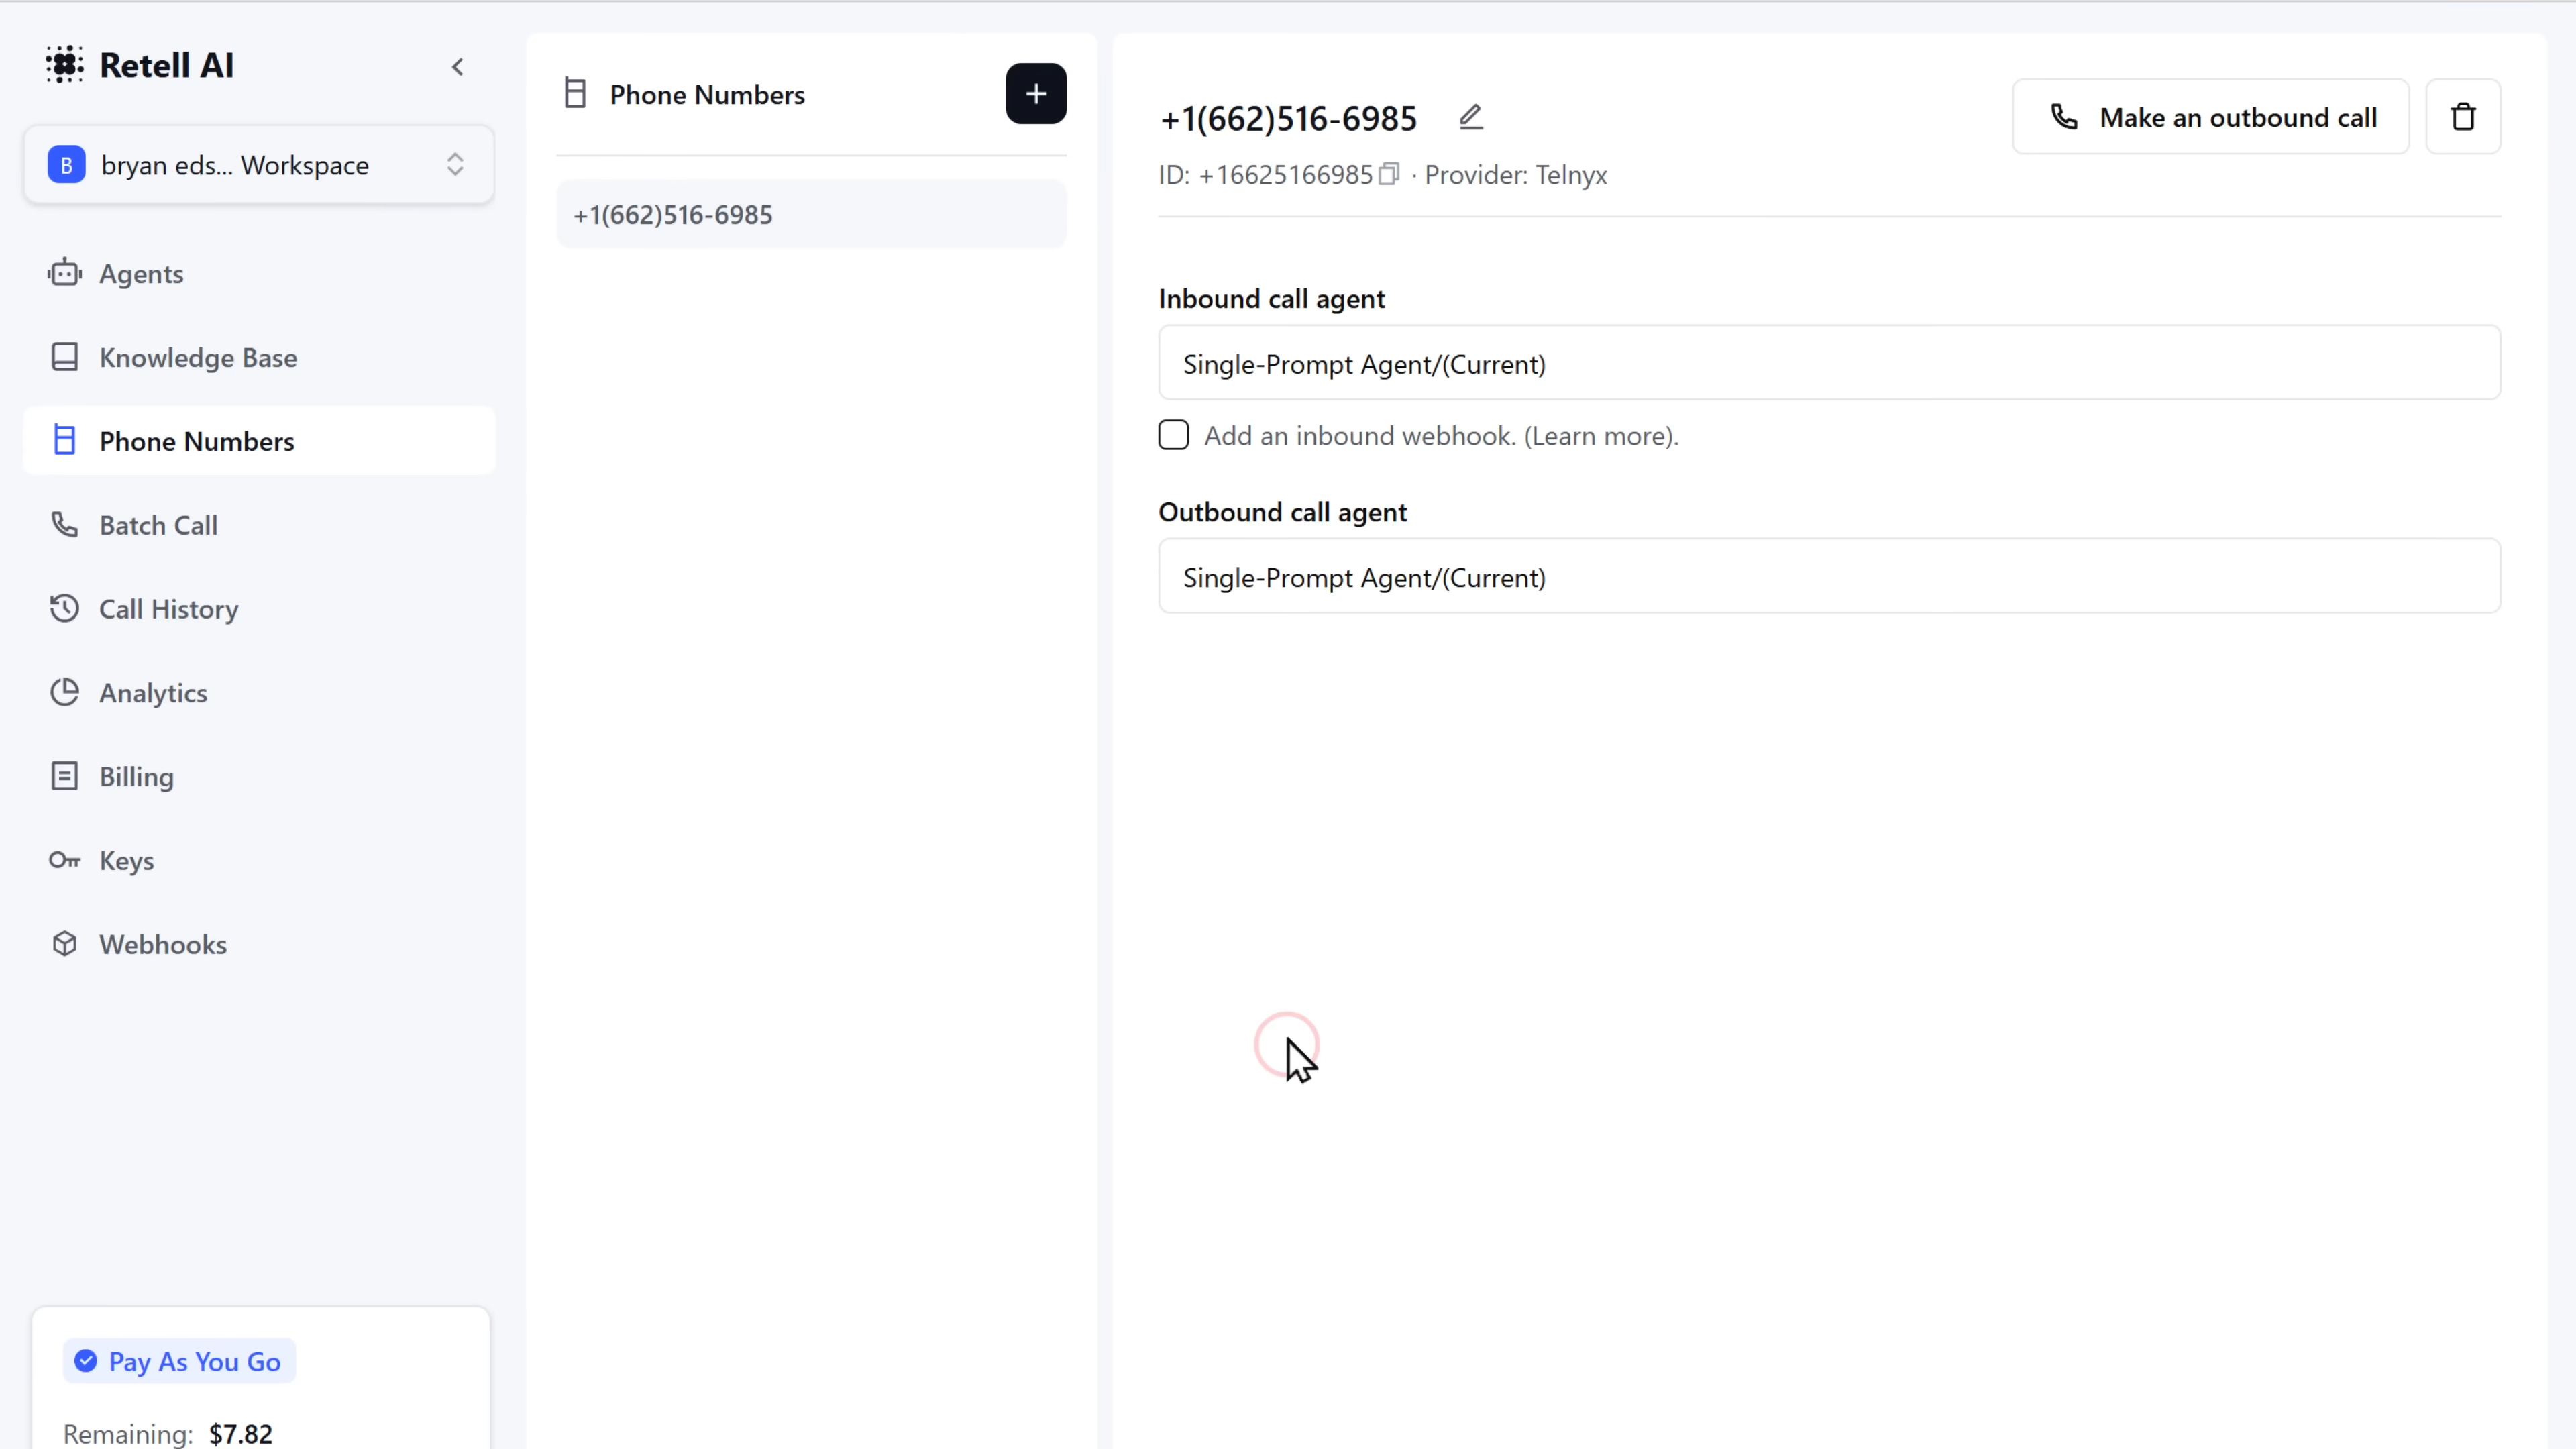 Retell AI
B bryan eds... Workspace
Agents
Knowledge Base
Phone Numbers
Batch Call
Call History
Analytics
Billing
Keys
Webhooks
Pay As You Go
Remaining: $7.82
Phone Numbers
+1(662)516-6985
+1(662)516-6985
Make an outbound call
ID: +16625166985 · Provider: Telnyx
Inbound call agent
Single-Prompt Agent/(Current)
Add an inbound webhook. (Learn more).
Outbound call agent
Single-Prompt Agent/(Current)